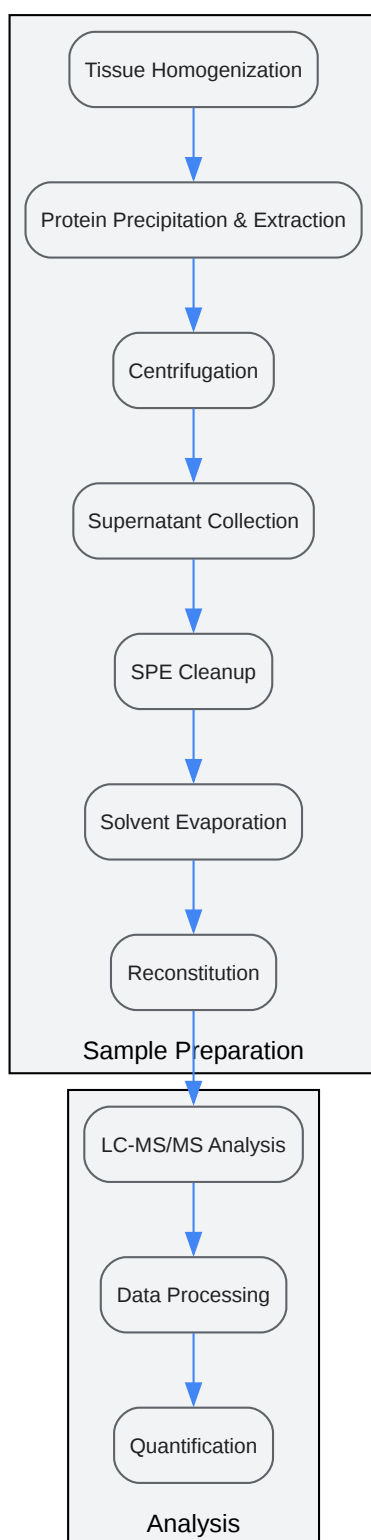 Tissue Homogenization
Protein Precipitation & Extraction
Centrifugation
Supernatant Collection
SPE Cleanup
Solvent Evaporation
Reconstitution
Sample Preparation
LC-MS/MS Analysis
Data Processing
Quantification
Analysis